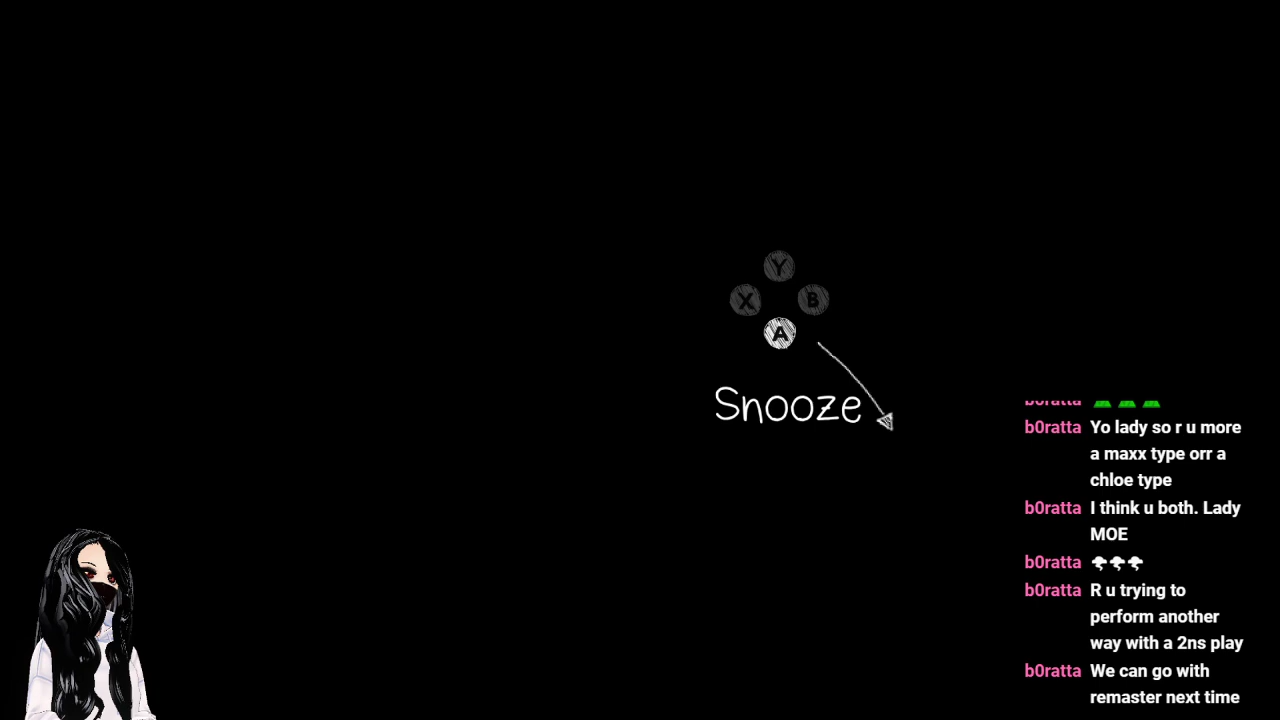 Y
X B
A
Snooze
b0ratta
b0ratta Yo lady so r u more
a maxx type orr a
chloe type
b0ratta I think u both. Lady
MOE
b0ratta
b0ratta R u trying to
perform another
way with a 2ns play
b0ratta We can go with
remaster next time